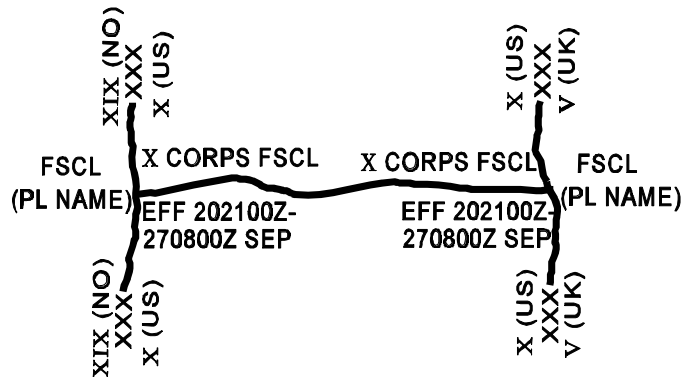 XIX (NO)
XXX
X (US)
X (US)
XXX
V (UK)
X CORPS FSCL
X CORPS FSCL
FSCL
(PL NAME)
FSCL
(PL NAME)
EFF 202100Z-
270800Z SEP
EFF 202100Z-
270800Z SEP
XIX (NO)
XXX
X (US)
X (US)
XXX
V (UK)